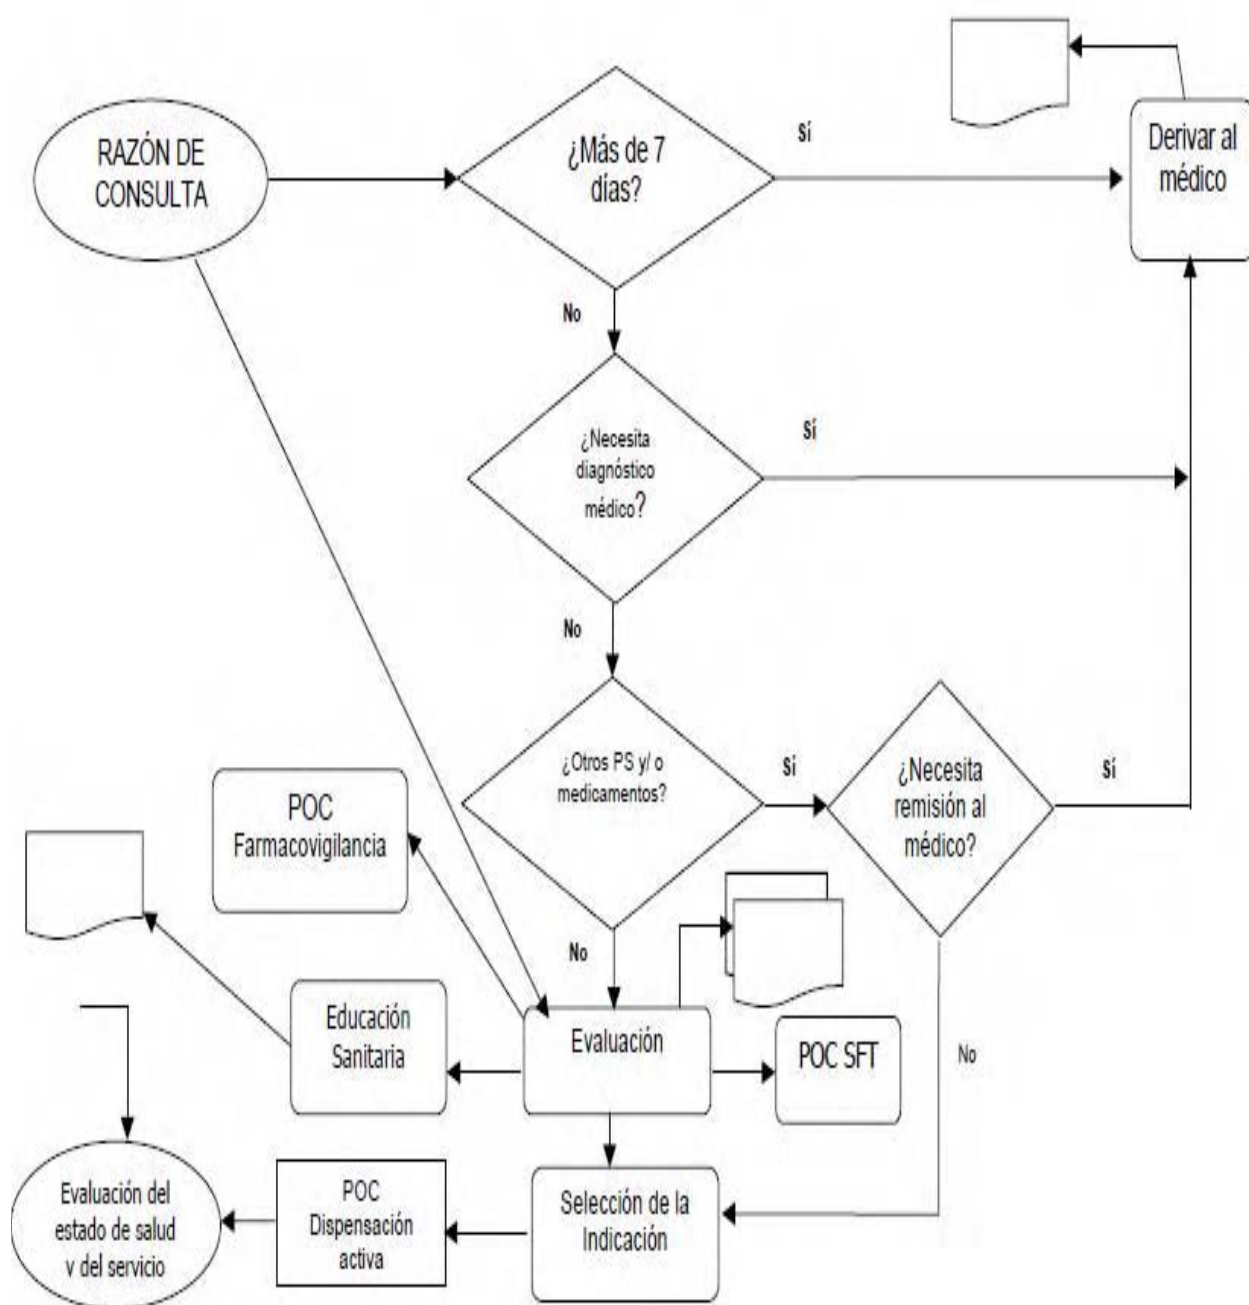 RAZÓN DE
CONSULTA
¿Más de 7
días?
Sí
Derivar al
médico
No
¿Necesita
diagnóstico
médico?
Sí
No
¿Otros PS y/ o
medicamentos?
Sí
¿Necesita
remisión al
médico?
Sí
POC
Farmacovigilancia
No
Educación
Sanitaria
Evaluación
POC SFT
No
Evaluación del
estado de salud
y del servicio
POC
Dispensación
activa
Selección de la
Indicación